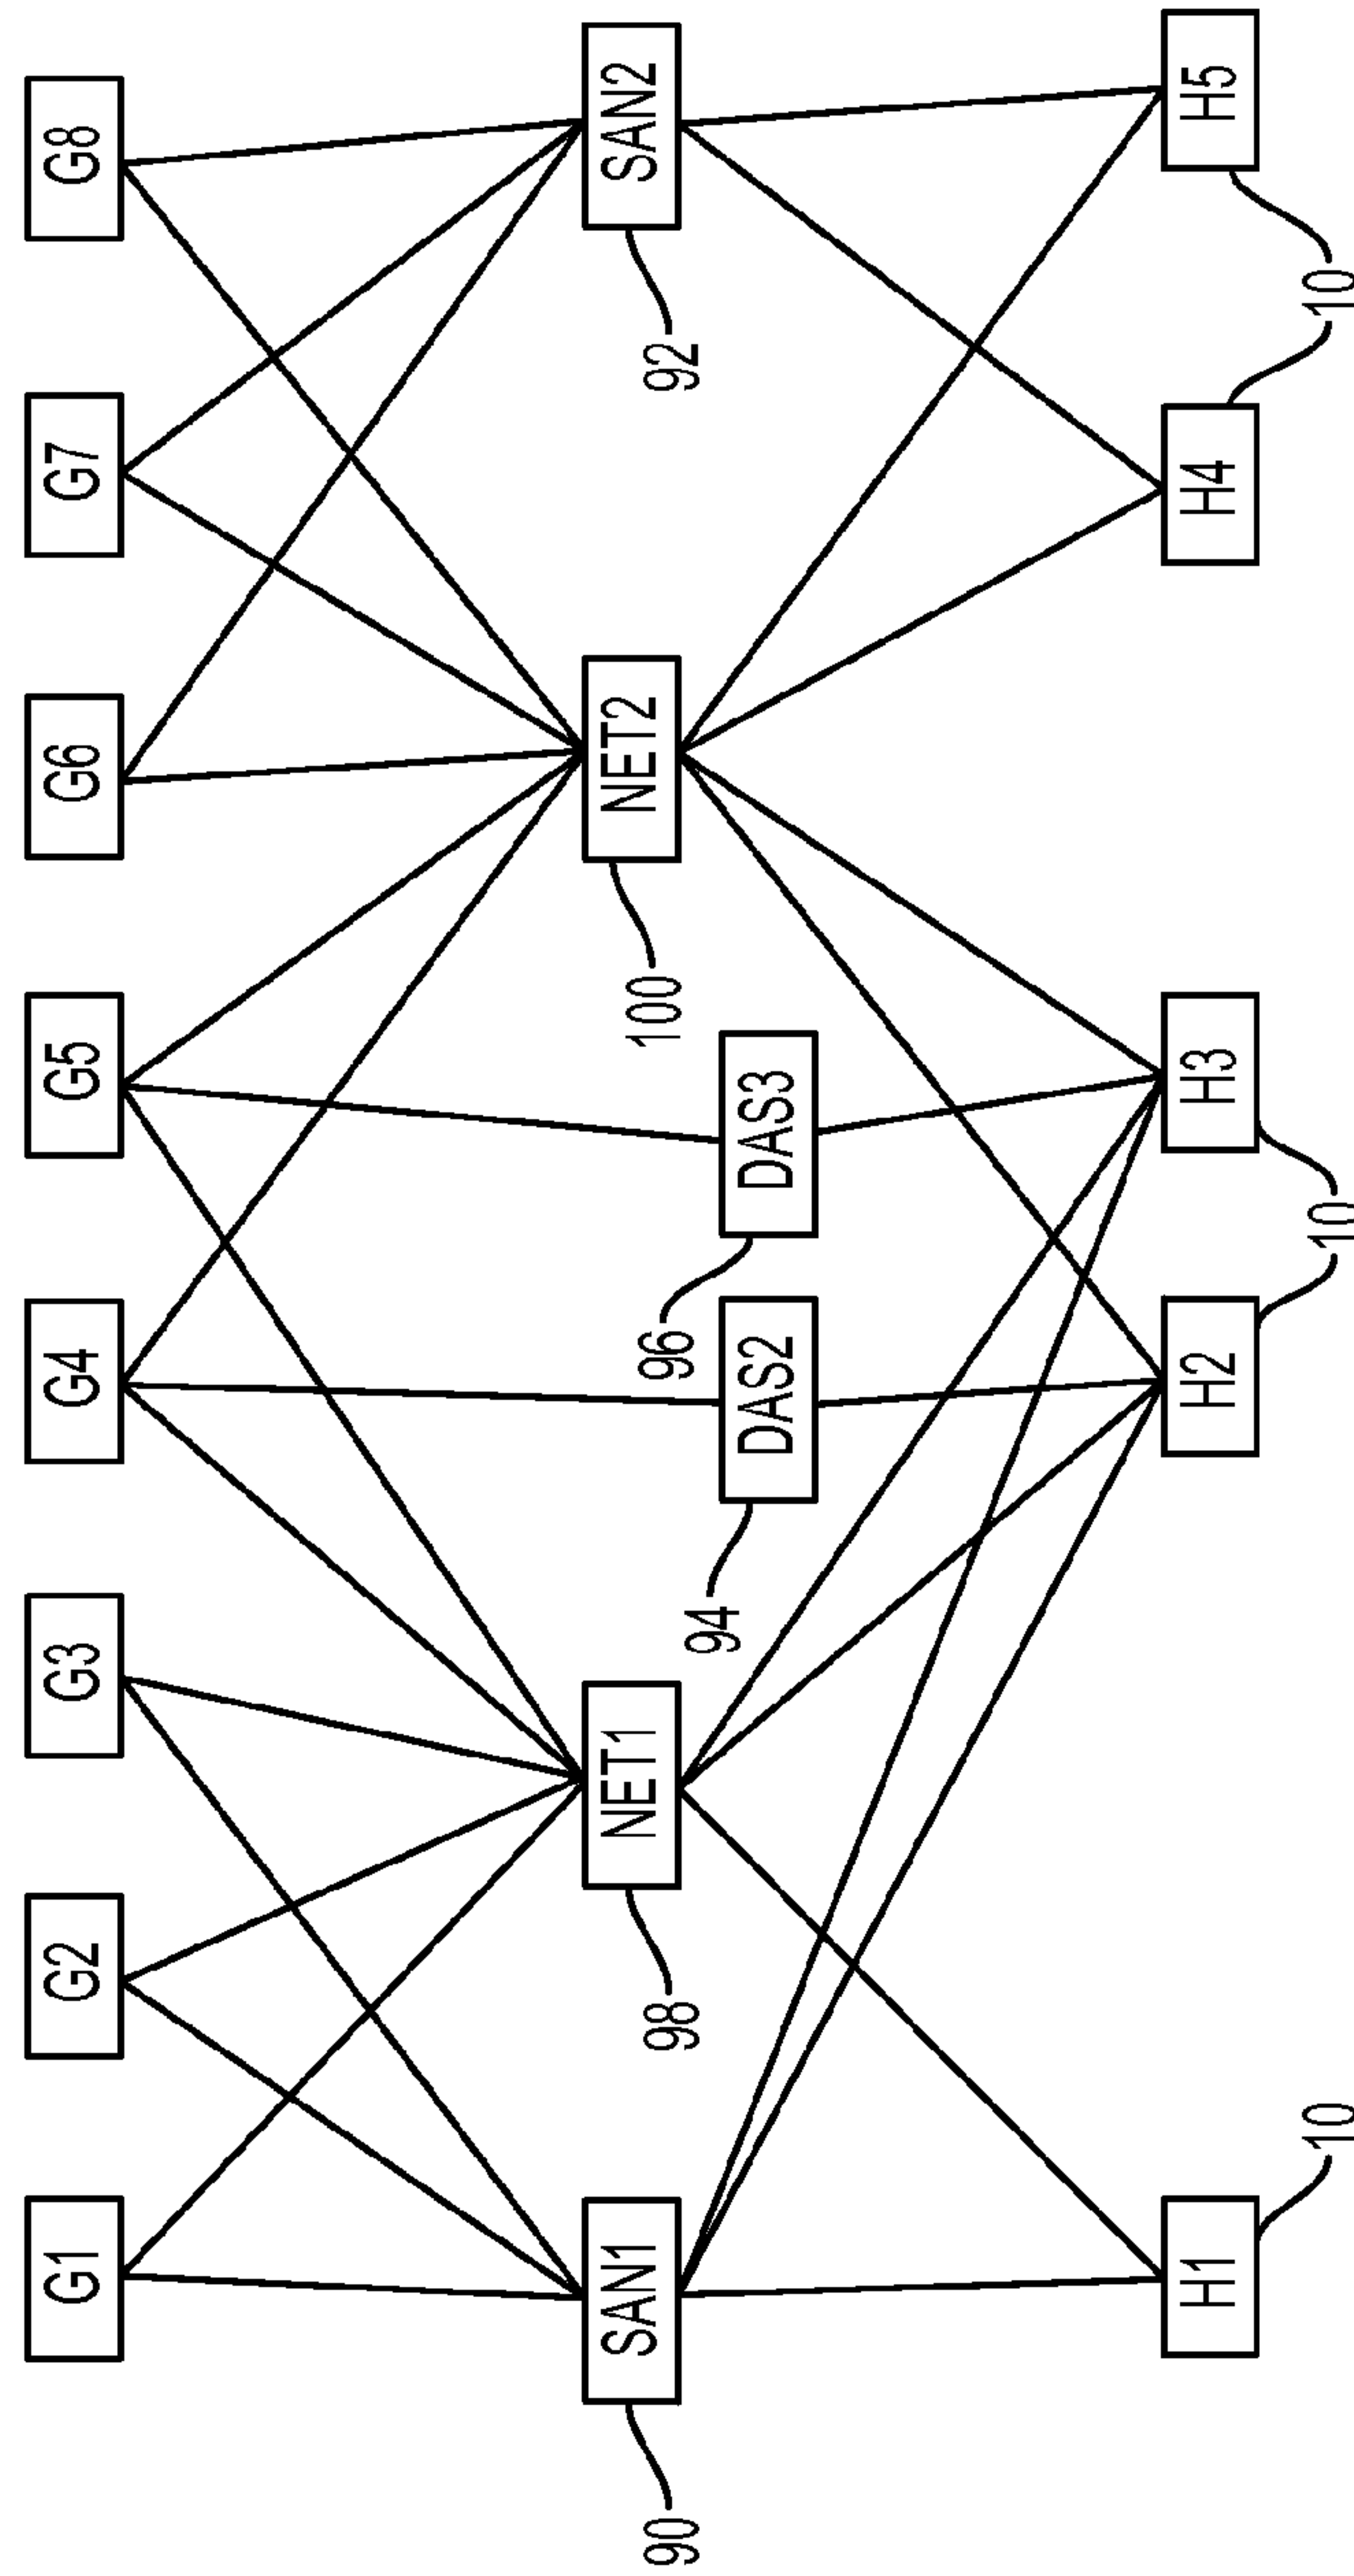 G1 G2 G3 G4 G5 G6 G7 G8
SAN1 NET1 NET2 SAN2
90 98 100 92
DAS2 DAS3
94 96
H1 H2 H3 H4 H5
10 10 10